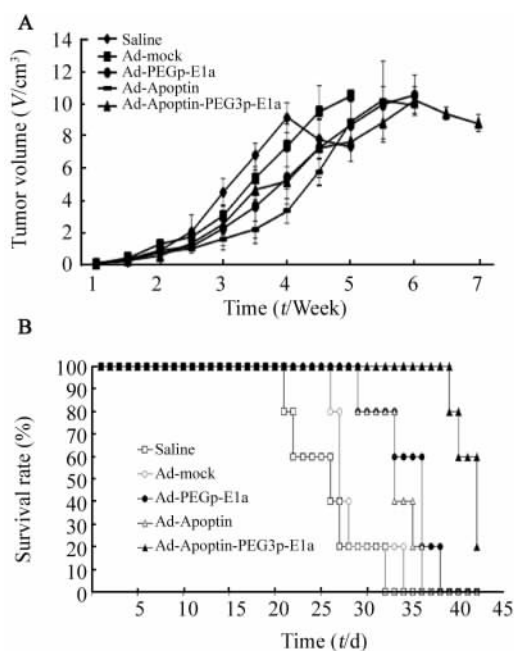 A
Saline
Ad-mock
Ad-PEGp-E1a
Ad-Apoptin
Ad-Apoptin-PEG3p-E1a
Tumor volume (V/cm³)
14
12
10
8
6
4
2
0
1 2 3 4 5 6 7
Time (t/Week)
B
Survival rate (%)
100
90
80
70
60
50
40
30
20
10
0
Saline
Ad-mock
Ad-PEGp-E1a
Ad-Apoptin
Ad-Apoptin-PEG3p-E1a
5 10 15 20 25 30 35 40 45
Time (t/d)